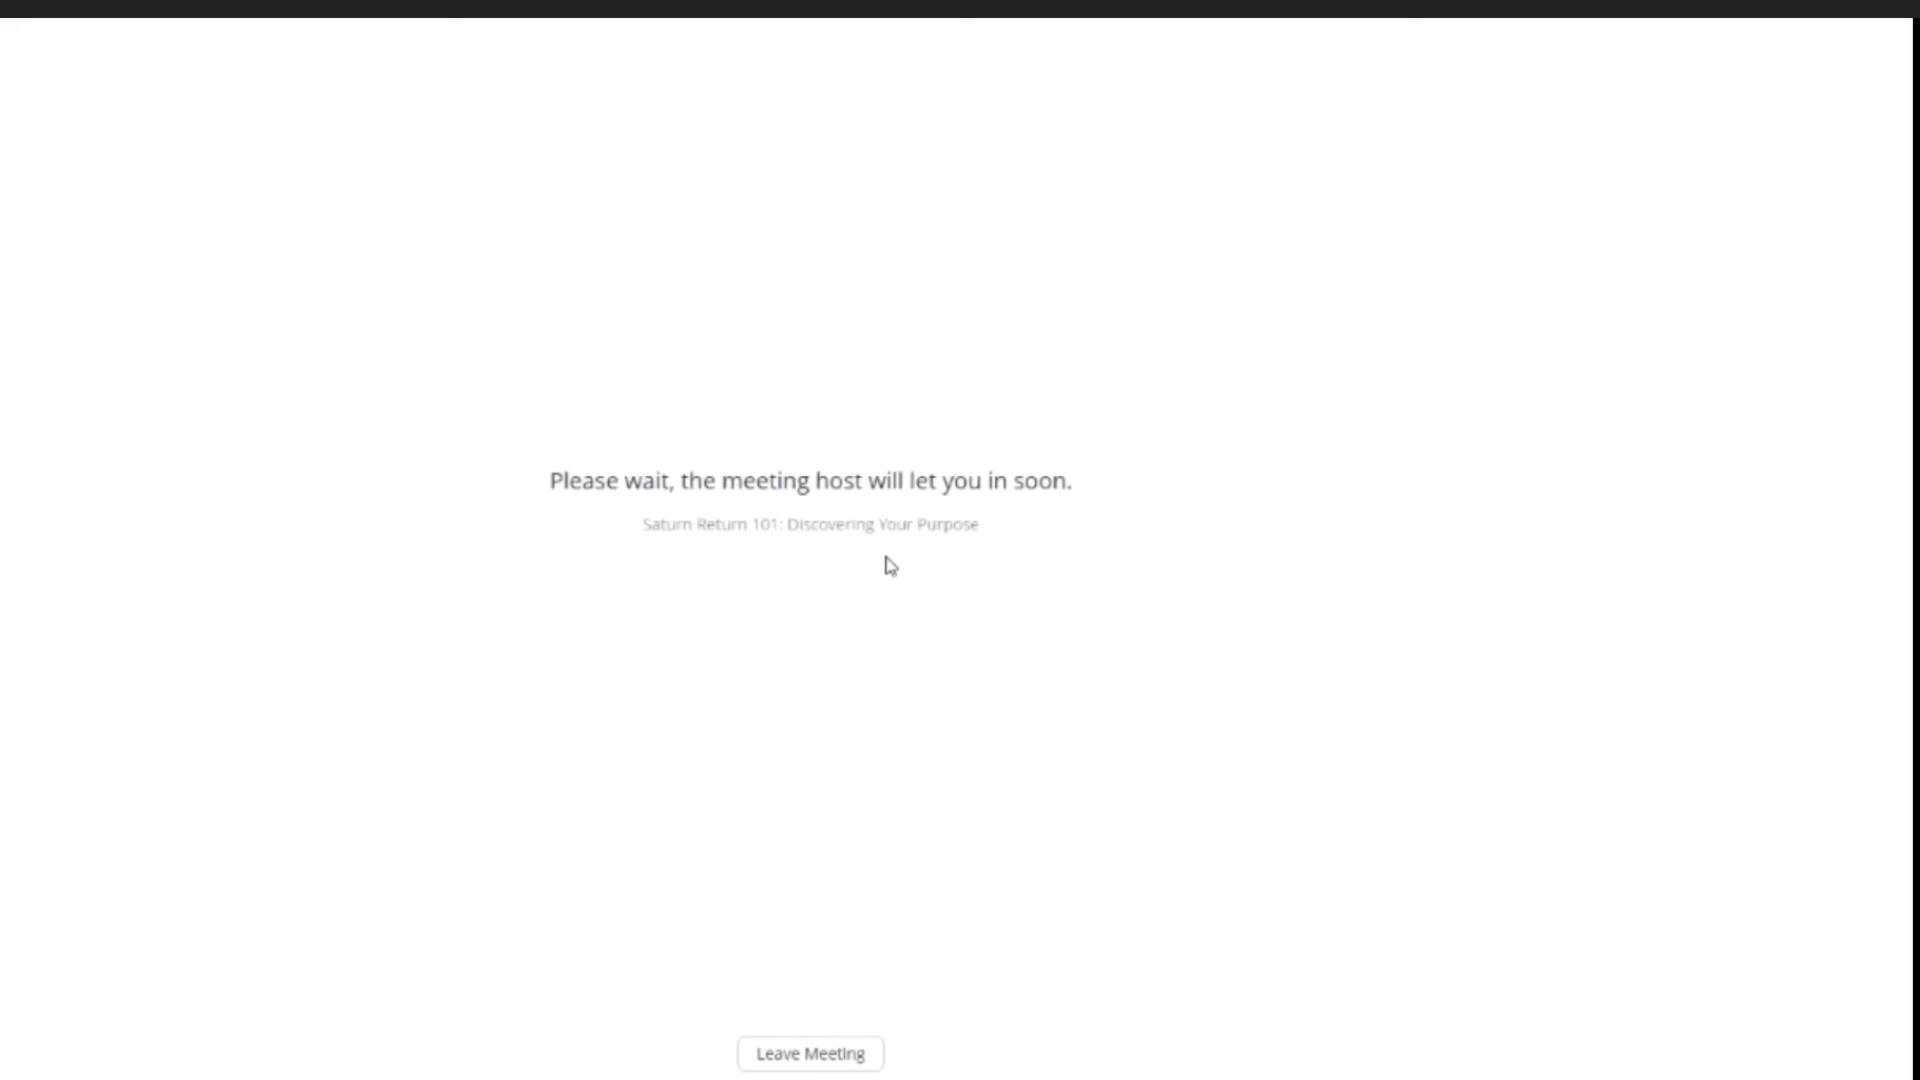 Please wait, the meeting host will let you in soon.
Saturn Return 101: Discovering Your Purpose
Leave Meeting